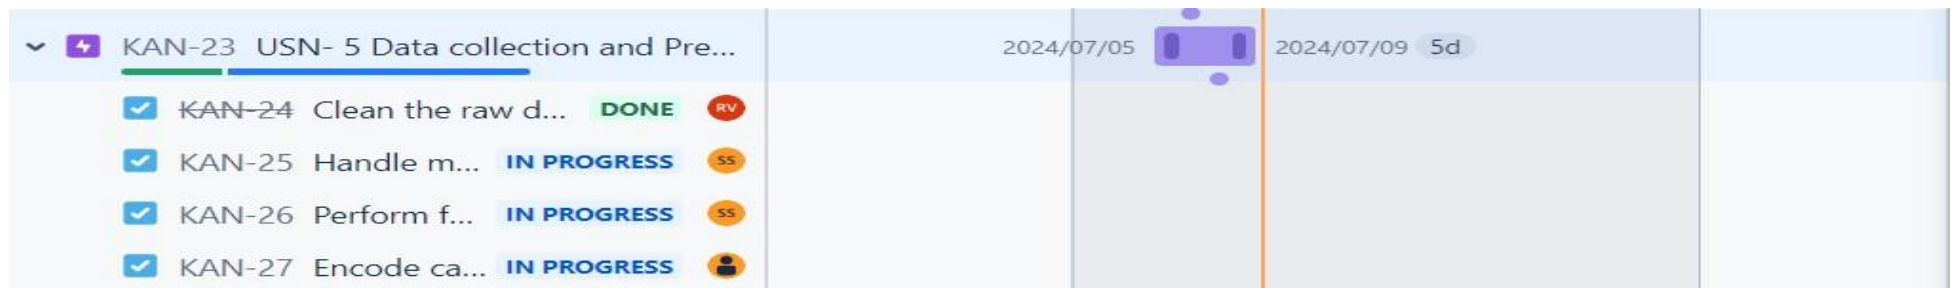 KAN-23 USN- 5 Data collection and Pre... 2024/07/05 2024/07/09 5d
KAN-24 Clean the raw d... DONE RV
KAN-25 Handle m... IN PROGRESS SS
KAN-26 Perform f... IN PROGRESS SS
KAN-27 Encode ca... IN PROGRESS